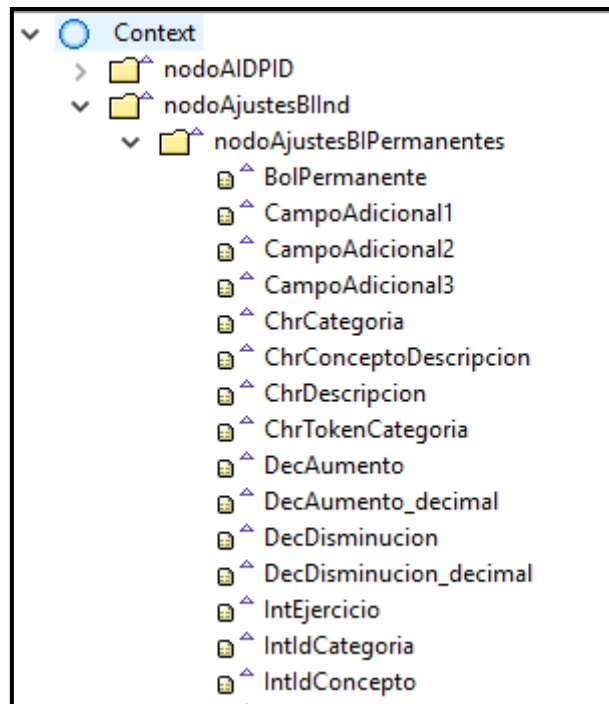 Context
nodoAIDPID
nodoAjustesBIInd
nodoAjustesBIPermanentes
BolPermanente
CampoAdicional1
CampoAdicional2
CampoAdicional3
ChrCategoria
ChrConceptoDescripcion
ChrDescripcion
ChrTokenCategoria
DecAumento
DecAumento_decimal
DecDisminucion
DecDisminucion_decimal
IntEjercicio
IntIdCategoria
IntIdConcepto